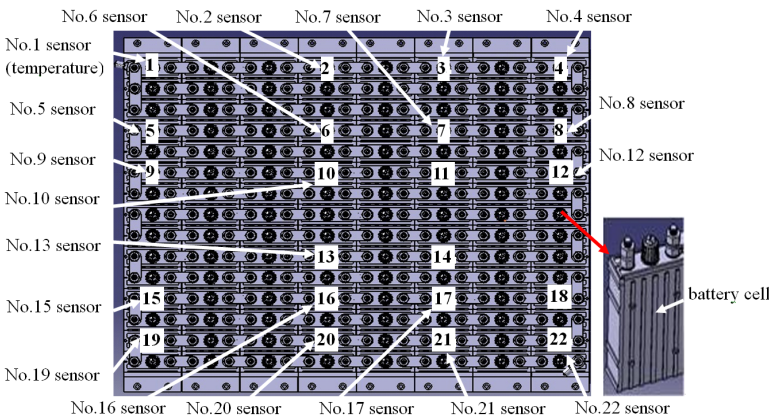 No.6 sensor No.2 sensor No.7 sensor No.3 sensor No.4 sensor
No.1 sensor
(temperature)
1 2 3 4
No.5 sensor
No.8 sensor
5 6 7 8
No.9 sensor
No.12 sensor
9 10 11 12
No.10 sensor
No.13 sensor
13 14
battery cell
No.15 sensor
15 16 17 18
19 20 21 22
No.19 sensor
No.16 sensor No.20 sensor No.17 sensor No.21 sensor No.22 sensor